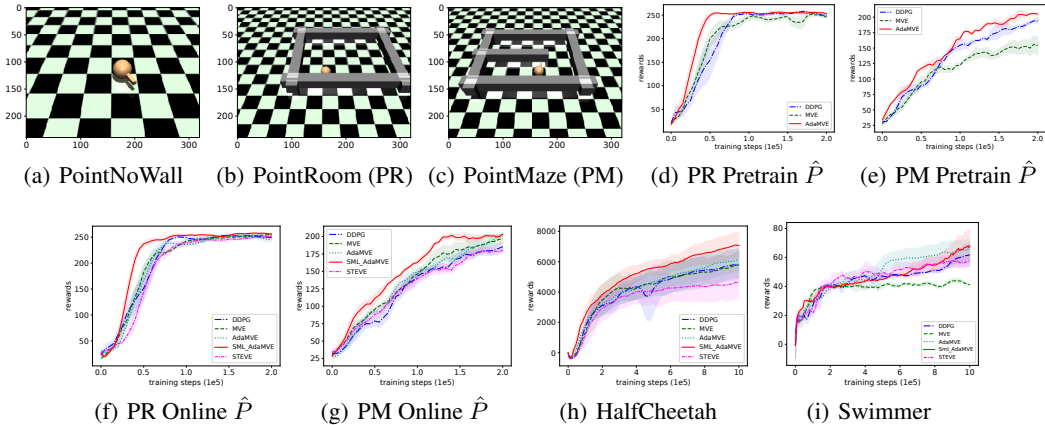 0
50
100
150
200
0 100 200 300
(a) PointNoWall
0
50
100
150
200
0 100 200 300
(b) PointRoom (PR)
0
50
100
150
200
0 100 200 300
(c) PointMaze (PM)
rewards
250
200
150
100
50
0.0 0.5 1.0 1.5 2.0
training steps (1e5)
DDPG
MVE
AdaMVE
(d) PR Pretrain P̂
rewards
200
175
150
125
100
75
50
25
0.0 0.5 1.0 1.5 2.0
training steps (1e5)
DDPG
MVE
AdaMVE
(e) PM Pretrain P̂
rewards
250
200
150
100
50
0.0 0.5 1.0 1.5 2.0
training steps (1e5)
DDPG
MVE
AdaMVE
SML_AdaMVE
STEVE
(f) PR Online P̂
rewards
200
175
150
125
100
75
50
25
0.0 0.5 1.0 1.5 2.0
training steps (1e5)
DDPG
MVE
AdaMVE
SML_AdaMVE
STEVE
(g) PM Online P̂
rewards
8000
6000
4000
2000
0
0 2 4 6 8 10
training steps (1e5)
DDPG
MVE
AdaMVE
SML_AdaMVE
STEVE
(h) HalfCheetah
rewards
80
60
40
20
0
0 2 4 6 8 10
training steps (1e5)
DDPG
MVE
AdaMVE
Sml_AdaMVE
STEVE
(i) Swimmer